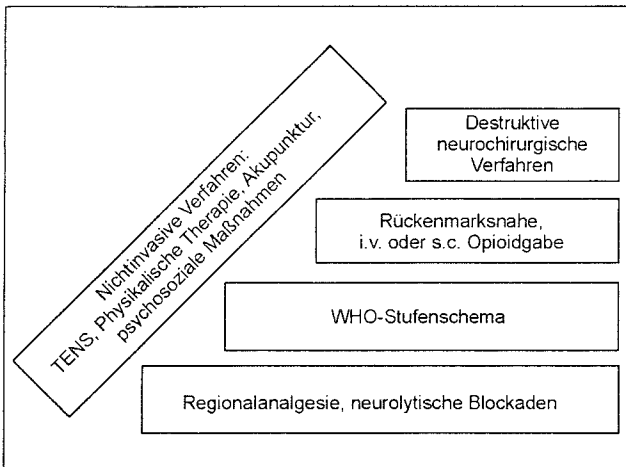 Nichtinvasive Verfahren:
TENS, Physikalische Therapie, Akupunktur,
psychosoziale Maßnahmen
Destruktive
neurochirurgische
Verfahren
Rückenmarksnahe,
i.v. oder s.c. Opioidgabe
WHO-Stufenschema
Regionalanalgesie, neurolytische Blockaden